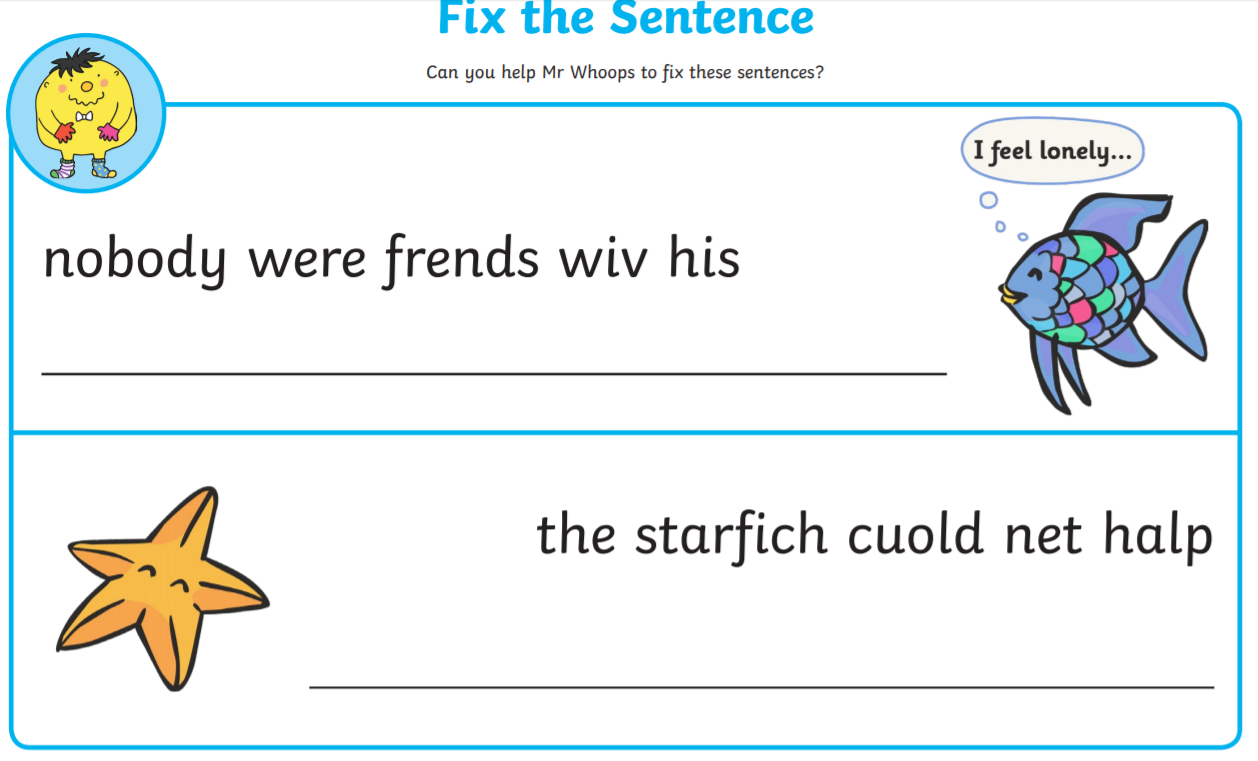 Fix the Sentence
Can you help Mr Whoops to fix these sentences?
I feel lonely...
nobody were frends wiv his
the starfich cuold net halp